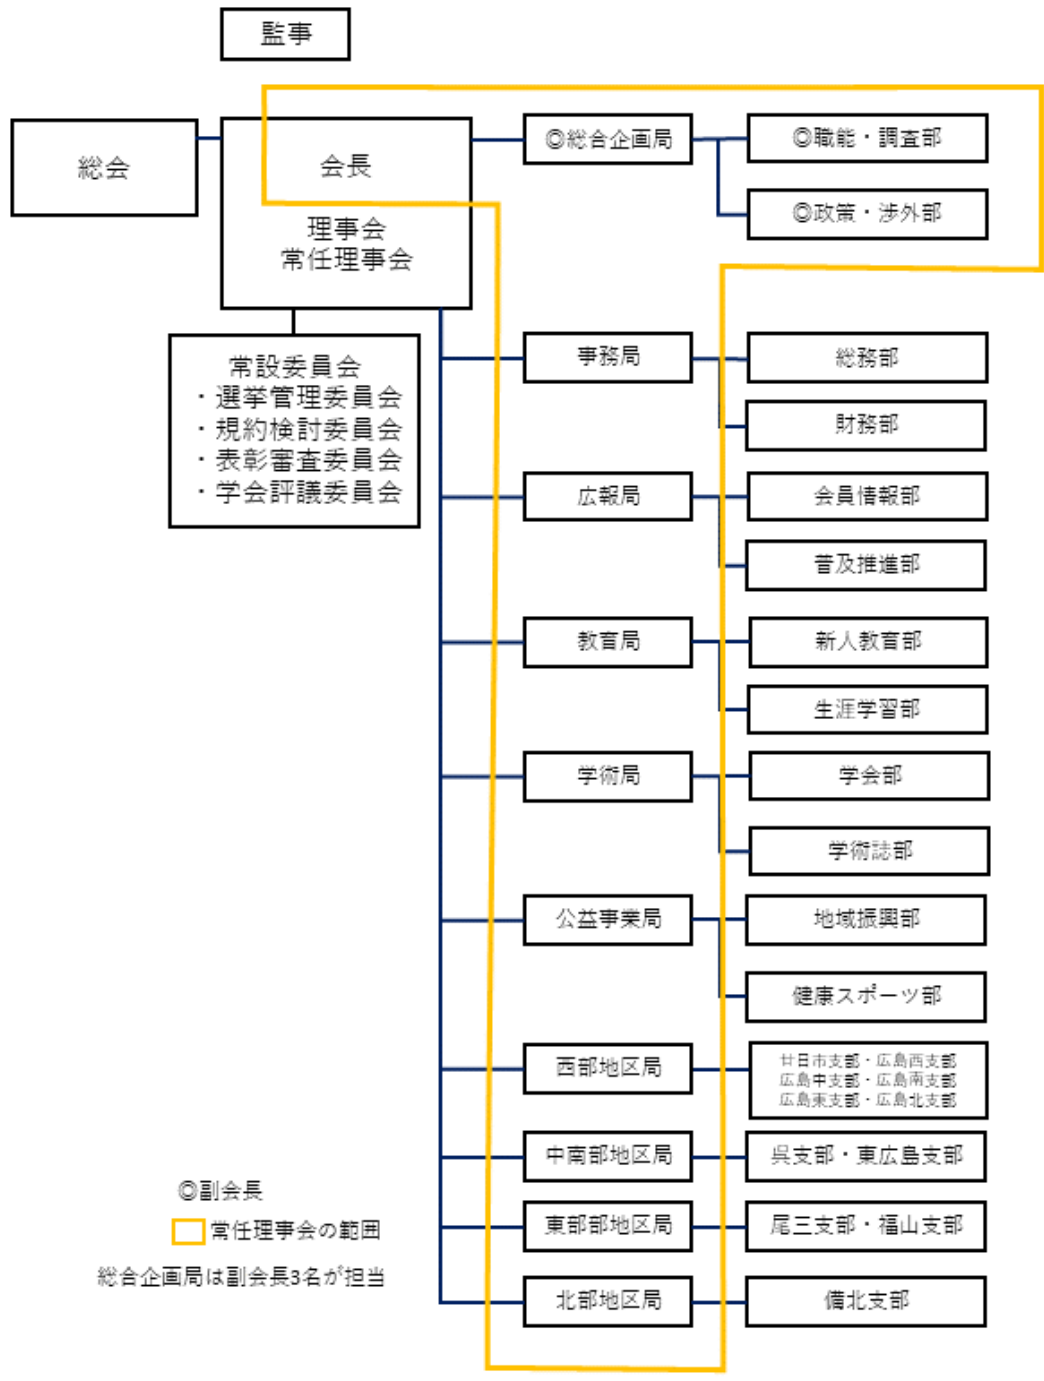 監事
総会
会長
理事会
常任理事会
常設委員会
・選挙管理委員会
・規約検討委員会
・表彰審査委員会
・学会評議委員会
◎総合企画局
◎職能・調査部
◎政策・渉外部
事務局
総務部
財務部
広報局
会員情報部
普及推進部
教育局
新人教育部
生涯学習部
学術局
学会部
学術誌部
公益事業局
地域振興部
健康スポーツ部
西部地区局
廿日市支部・広島西支部
広島中支部・広島南支部
広島東支部・広島北支部
中南部地区局
呉支部・東広島支部
東部部地区局
尾三支部・福山支部
北部地区局
備北支部
◎副会長
常任理事会の範囲
総合企画局は副会長3名が担当